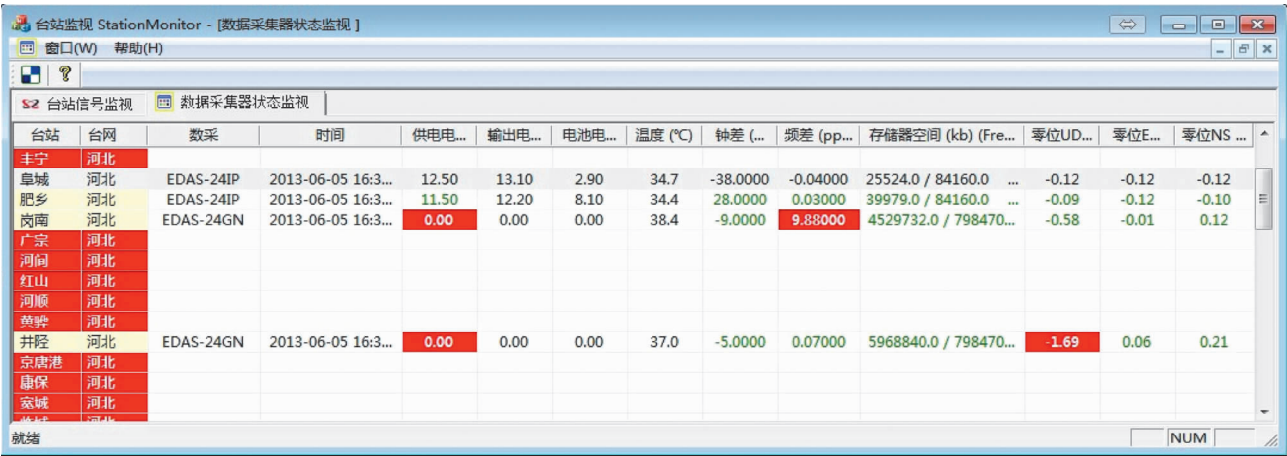 台站监视 StationMonitor - [数据采集器状态监视 ]
窗口(W) 帮助(H)
台站信号监视 数据采集器状态监视
台站 台网 数采 时间 供电电... 输出电... 电池电... 温度 (℃) 钟差 (... 频差 (pp... 存储器空间 (kb) (Fre... 零位UD... 零位E... 零位NS ...
丰宁 河北
阜城 河北 EDAS-24IP 2013-06-05 16:3... 12.50 13.10 2.90 34.7 -38.0000 -0.04000 25524.0 / 84160.0 ... -0.12 -0.12 -0.12
肥乡 河北 EDAS-24IP 2013-06-05 16:3... 11.50 12.20 8.10 34.4 28.0000 0.03000 39979.0 / 84160.0 ... -0.09 -0.12 -0.10
岗南 河北 EDAS-24GN 2013-06-05 16:3... 0.00 0.00 0.00 38.4 -9.0000 9.88000 4529732.0 / 798470... -0.58 -0.01 0.12
广宗 河北
河间 河北
红山 河北
河顺 河北
黄骅 河北
井陉 河北 EDAS-24GN 2013-06-05 16:3... 0.00 0.00 0.00 37.0 -5.0000 0.07000 5968840.0 / 798470... -1.69 0.06 0.21
京唐港 河北
康保 河北
宽城 河北
就绪 NUM